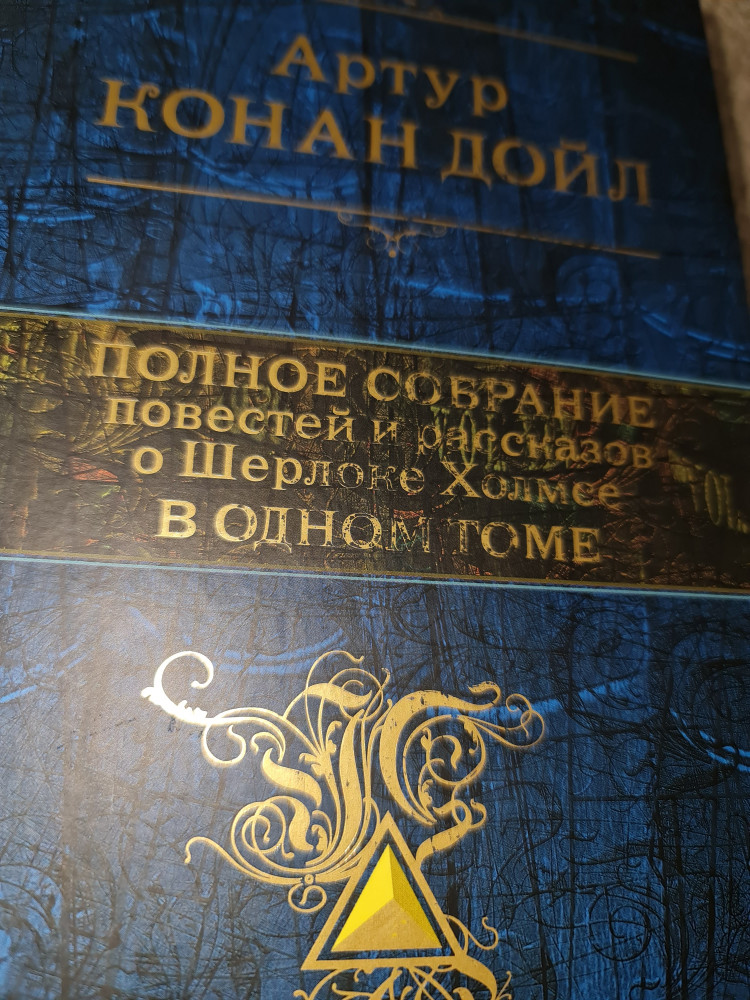 Артур
КОНАН ДОЙЛ
ПОЛНОЕ СОБРАНИЕ
повестей и рассказов
о Шерлоке Холмсе
В ОДНОМ ТОМЕ